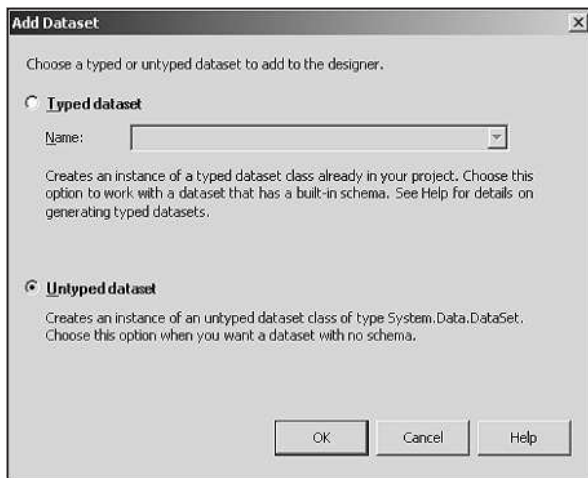 Add Dataset
Choose a typed or untyped dataset to add to the designer.
Typed dataset
Name:
Creates an instance of a typed dataset class already in your project. Choose this
option to work with a dataset that has a built-in schema. See Help for details on
generating typed datasets.
Untyped dataset
Creates an instance of an untyped dataset class of type System.Data.DataSet.
Choose this option when you want a dataset with no schema.
OK Cancel Help